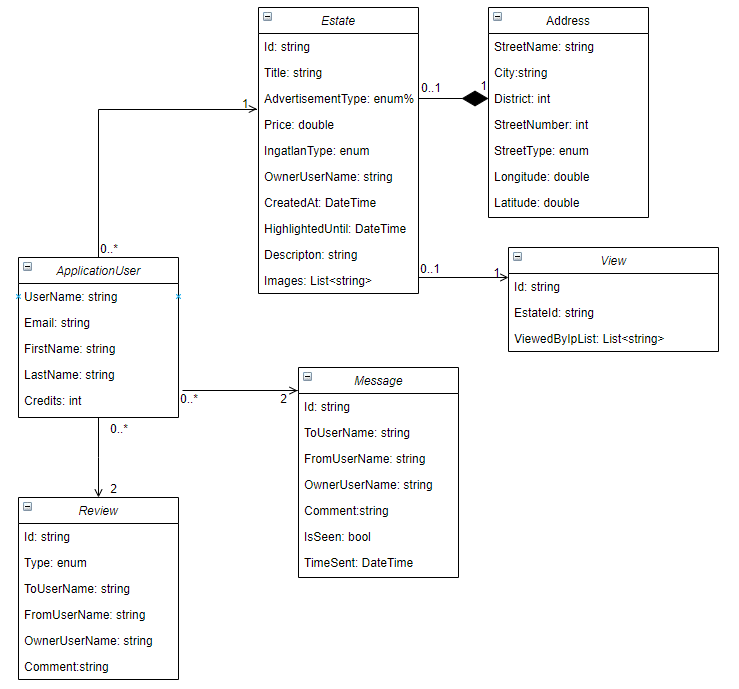 Estate
Id: string
Title: string
AdvertisementType: enum%
Price: double
IngatlanType: enum
OwnerUserName: string
CreatedAt: DateTime
HighlightedUntil: DateTime
Descripton: string
Images: List<string>
Address
StreetName: string
City:string
District: int
StreetNumber: int
StreetType: enum
Longitude: double
Latitude: double
0..1
1
1
0..*
0..1
1
View
Id: string
EstateId: string
ViewedByIpList: List<string>
ApplicationUser
UserName: string
Email: string
FirstName: string
LastName: string
Credits: int
0..*
2
0..*
2
Message
Id: string
ToUserName: string
FromUserName: string
OwnerUserName: string
Comment:string
IsSeen: bool
TimeSent: DateTime
Review
Id: string
Type: enum
ToUserName: string
FromUserName: string
OwnerUserName: string
Comment:string